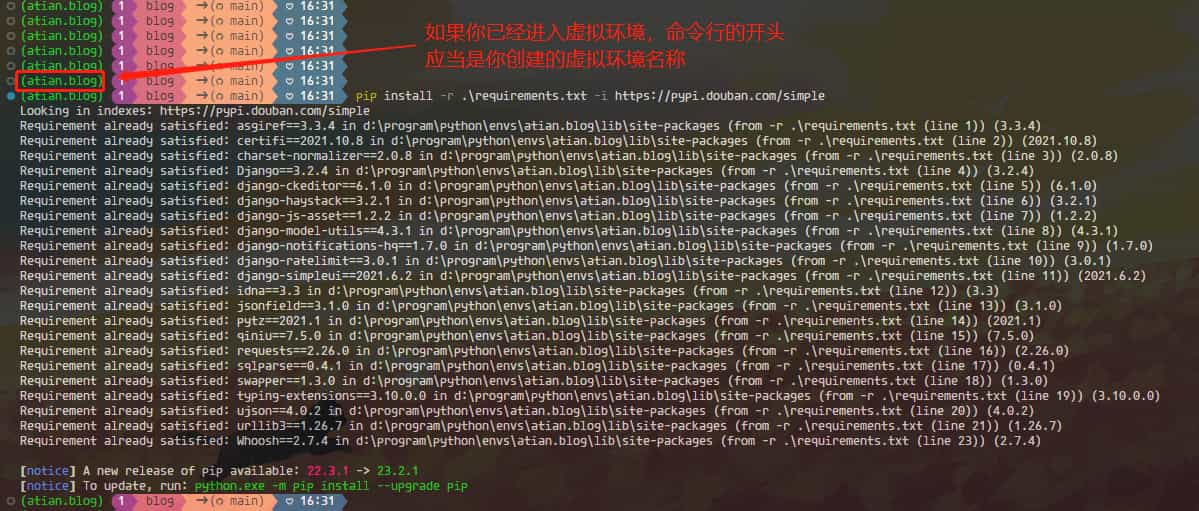 (atian.blog) 1 blog →( main) 16:31
(atian.blog) 1 blog →( main) 16:31
(atian.blog) 1 blog →( main) 16:31 如果你已经进入虚拟环境，命令行的开头
(atian.blog) 1 blog →( main) 16:31
(atian.blog) 1 blog →( main) 16:31 应当是你创建的虚拟环境名称
(atian.blog) 1 blog →( main) 16:31
(atian.blog) 1 blog →( main) 16:31 pip install -r .\requirements.txt -i https://pypi.douban.com/simple
Looking in indexes: https://pypi.douban.com/simple
Requirement already satisfied: asgiref==3.3.4 in d:\program\python\envs\atian.blog\lib\site-packages (from -r .\requirements.txt (line 1)) (3.3.4)
Requirement already satisfied: certifi==2021.10.8 in d:\program\python\envs\atian.blog\lib\site-packages (from -r .\requirements.txt (line 2)) (2021.10.8)
Requirement already satisfied: charset-normalizer==2.0.8 in d:\program\python\envs\atian.blog\lib\site-packages (from -r .\requirements.txt (line 3)) (2.0.8)
Requirement already satisfied: Django==3.2.4 in d:\program\python\envs\atian.blog\lib\site-packages (from -r .\requirements.txt (line 4)) (3.2.4)
Requirement already satisfied: django-ckeditor==6.1.0 in d:\program\python\envs\atian.blog\lib\site-packages (from -r .\requirements.txt (line 5)) (6.1.0)
Requirement already satisfied: django-haystack==3.2.1 in d:\program\python\envs\atian.blog\lib\site-packages (from -r .\requirements.txt (line 6)) (3.2.1)
Requirement already satisfied: django-js-asset==1.2.2 in d:\program\python\envs\atian.blog\lib\site-packages (from -r .\requirements.txt (line 7)) (1.2.2)
Requirement already satisfied: django-model-utils==4.3.1 in d:\program\python\envs\atian.blog\lib\site-packages (from -r .\requirements.txt (line 8)) (4.3.1)
Requirement already satisfied: django-notifications-hq==1.7.0 in d:\program\python\envs\atian.blog\lib\site-packages (from -r .\requirements.txt (line 9)) (1.7.0)
Requirement already satisfied: django-ratelimit==3.0.1 in d:\program\python\envs\atian.blog\lib\site-packages (from -r .\requirements.txt (line 10)) (3.0.1)
Requirement already satisfied: django-simpleui==2021.6.2 in d:\program\python\envs\atian.blog\lib\site-packages (from -r .\requirements.txt (line 11)) (2021.6.2)
Requirement already satisfied: idna==3.3 in d:\program\python\envs\atian.blog\lib\site-packages (from -r .\requirements.txt (line 12)) (3.3)
Requirement already satisfied: jsonfield==3.1.0 in d:\program\python\envs\atian.blog\lib\site-packages (from -r .\requirements.txt (line 13)) (3.1.0)
Requirement already satisfied: pytz==2021.1 in d:\program\python\envs\atian.blog\lib\site-packages (from -r .\requirements.txt (line 14)) (2021.1)
Requirement already satisfied: qiniu==7.5.0 in d:\program\python\envs\atian.blog\lib\site-packages (from -r .\requirements.txt (line 15)) (7.5.0)
Requirement already satisfied: requests==2.26.0 in d:\program\python\envs\atian.blog\lib\site-packages (from -r .\requirements.txt (line 16)) (2.26.0)
Requirement already satisfied: sqlparse==0.4.1 in d:\program\python\envs\atian.blog\lib\site-packages (from -r .\requirements.txt (line 17)) (0.4.1)
Requirement already satisfied: swapper==1.3.0 in d:\program\python\envs\atian.blog\lib\site-packages (from -r .\requirements.txt (line 18)) (1.3.0)
Requirement already satisfied: typing-extensions==3.10.0.0 in d:\program\python\envs\atian.blog\lib\site-packages (from -r .\requirements.txt (line 19)) (3.10.0.0)
Requirement already satisfied: ujson==4.0.2 in d:\program\python\envs\atian.blog\lib\site-packages (from -r .\requirements.txt (line 20)) (4.0.2)
Requirement already satisfied: urllib3==1.26.7 in d:\program\python\envs\atian.blog\lib\site-packages (from -r .\requirements.txt (line 21)) (1.26.7)
Requirement already satisfied: Whoosh==2.7.4 in d:\program\python\envs\atian.blog\lib\site-packages (from -r .\requirements.txt (line 23)) (2.7.4)
[notice] A new release of pip available: 22.3.1 -> 23.2.1
[notice] To update, run: python.exe -m pip install --upgrade pip
(atian.blog) 1 blog →( main) 16:31